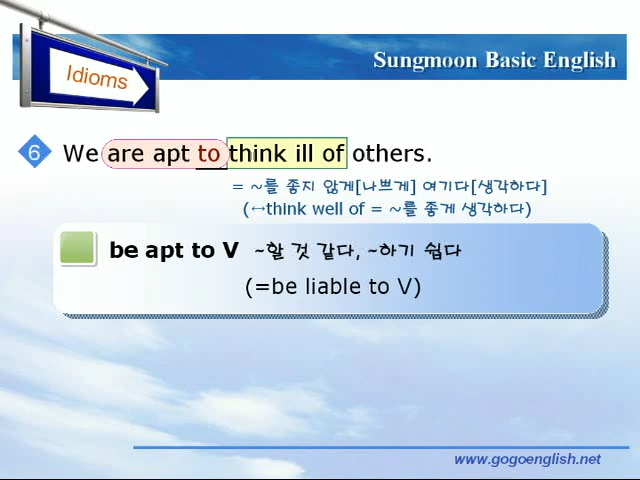 Idioms
Sungmoon Basic English
6 We are apt to think ill of others.
= ~를 좋지 않게[나쁘게] 여기다[생각하다]
(↔think well of = ~를 좋게 생각하다)
be apt to V ~할 것 같다, ~하기 쉽다
(=be liable to V)
www.gogoenglish.net